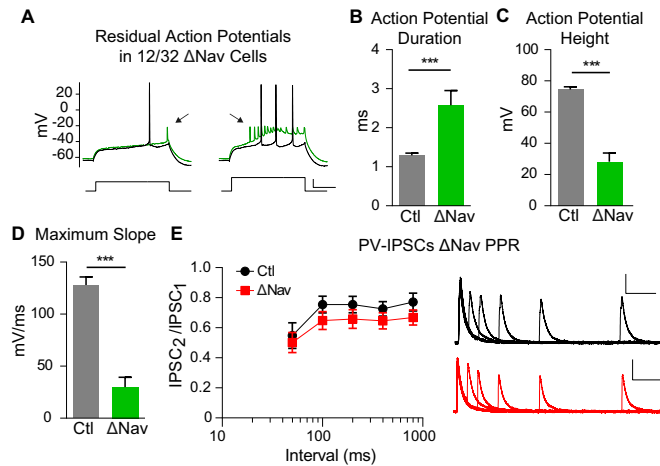 A
Residual Action Potentials
in 12/32 ΔNav Cells
mV
20
0
-20
-40
-60
B
Action Potential
Duration
***
ms
4
3
2
1
0
Ctl
ΔNav
C
Action Potential
Height
***
mV
100
80
60
40
20
0
Ctl
ΔNav
D
Maximum Slope
***
mV/ms
150
100
50
0
Ctl
ΔNav
E
PV-IPSCs ΔNav PPR
Ctl
ΔNav
IPSC2/IPSC1
1.0
0.8
0.6
0.4
0.2
0
10
100
1000
Interval (ms)